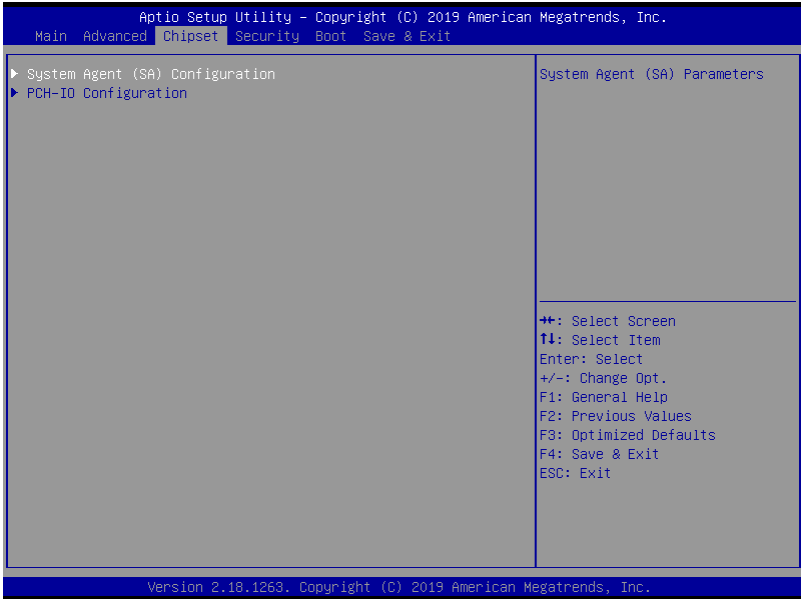 Aptio Setup Utility – Copyright (C) 2019 American Megatrends, Inc.
Main Advanced Chipset Security Boot Save & Exit
▶ System Agent (SA) Configuration
▶ PCH-IO Configuration
System Agent (SA) Parameters
→←: Select Screen
↑↓: Select Item
Enter: Select
+/-: Change Opt.
F1: General Help
F2: Previous Values
F3: Optimized Defaults
F4: Save & Exit
ESC: Exit
Version 2.18.1263. Copyright (C) 2019 American Megatrends, Inc.